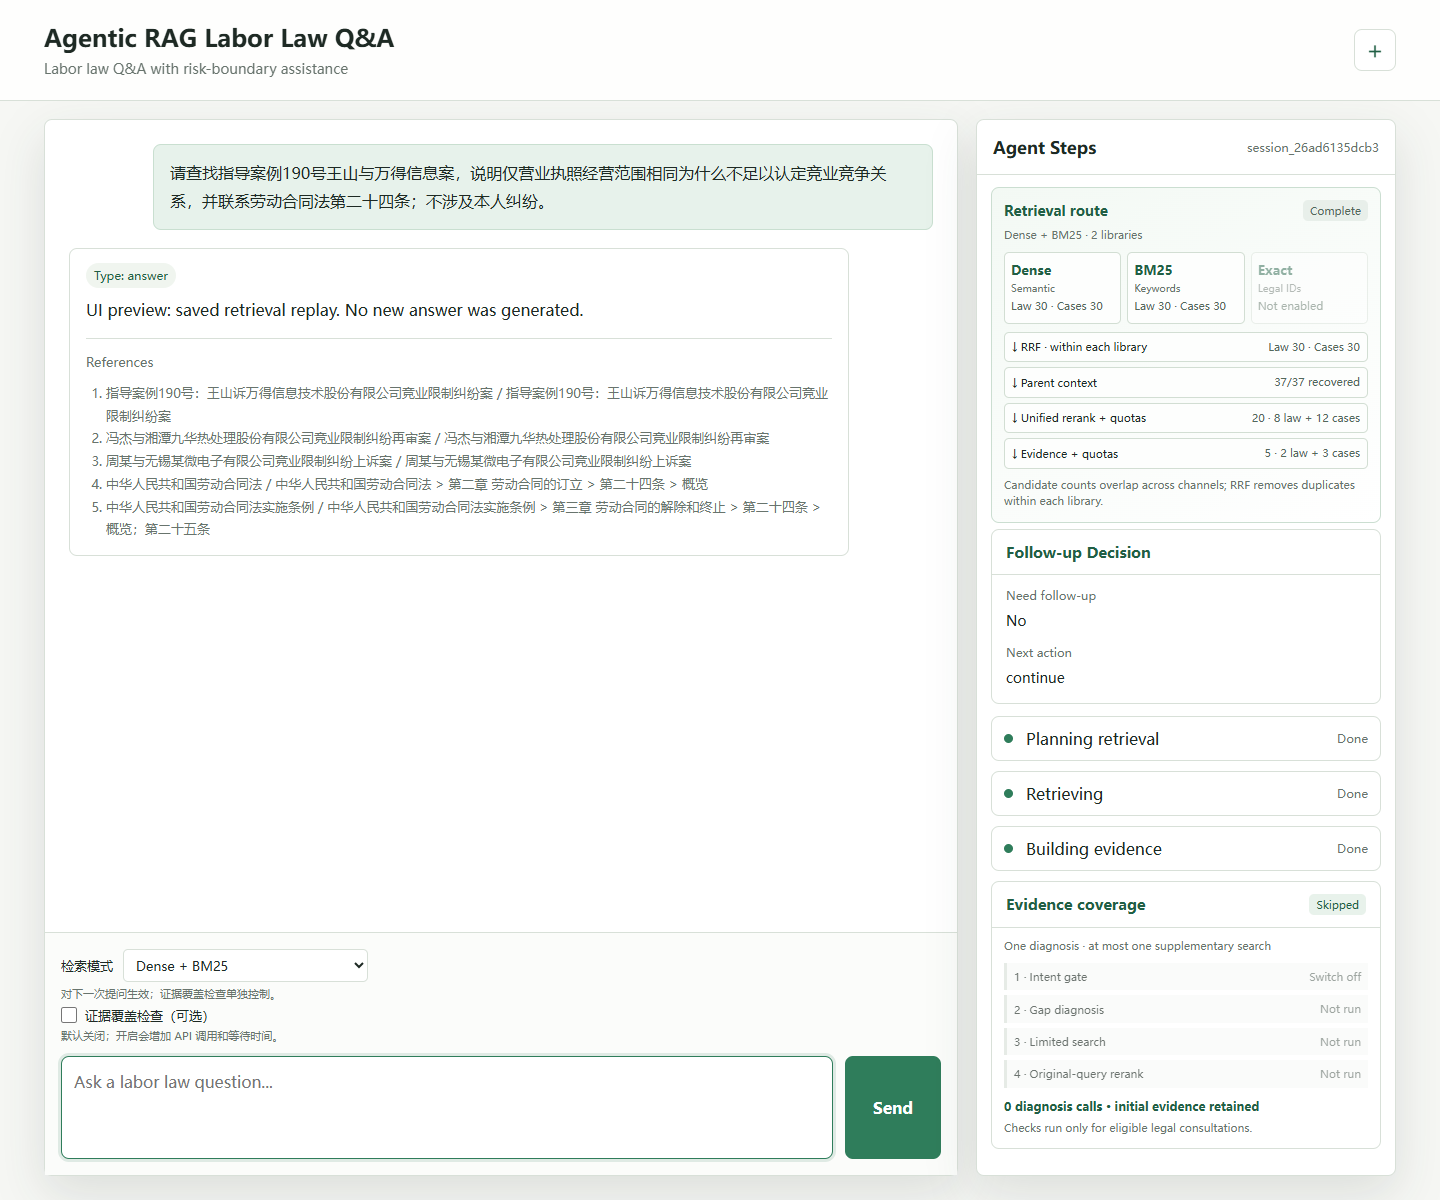 Agentic RAG Labor Law Q&A
Labor law Q&A with risk-boundary assistance
+
请查找指导案例190号王山与万得信息案，说明仅营业执照经营范围相同为什么不足以认定竞业竞争关
系，并联系劳动合同法第二十四条；不涉及本人纠纷。
Type: answer
UI preview: saved retrieval replay. No new answer was generated.
References
1. 指导案例190号：王山诉万得信息技术股份有限公司竞业限制纠纷案 / 指导案例190号：王山诉万得信息技术股份有限公司竞业
限制纠纷案
2. 冯杰与湘潭九华热处理股份有限公司竞业限制纠纷再审案 / 冯杰与湘潭九华热处理股份有限公司竞业限制纠纷再审案
3. 周某与无锡某微电子有限公司竞业限制纠纷上诉案 / 周某与无锡某微电子有限公司竞业限制纠纷上诉案
4. 中华人民共和国劳动合同法 / 中华人民共和国劳动合同法 > 第二章 劳动合同的订立 > 第二十四条 > 概览
5. 中华人民共和国劳动合同法实施条例 / 中华人民共和国劳动合同法实施条例 > 第三章 劳动合同的解除和终止 > 第二十四条 >
概览；第二十五条
检索模式 Dense + BM25
对下一次提问生效；证据覆盖检查单独控制。
证据覆盖检查（可选）
默认关闭；开启会增加 API 调用和等待时间。
Ask a labor law question...
Send
Agent Steps session_26ad6135dcb3
Retrieval route Complete
Dense + BM25 · 2 libraries
Dense
Semantic
Law 30 · Cases 30
BM25
Keywords
Law 30 · Cases 30
Exact
Legal IDs
Not enabled
↓ RRF · within each library Law 30 · Cases 30
↓ Parent context 37/37 recovered
↓ Unified rerank + quotas 20 · 8 law + 12 cases
↓ Evidence + quotas 5 · 2 law + 3 cases
Candidate counts overlap across channels; RRF removes duplicates
within each library.
Follow-up Decision
Need follow-up
No
Next action
continue
Planning retrieval Done
Retrieving Done
Building evidence Done
Evidence coverage Skipped
One diagnosis · at most one supplementary search
1 · Intent gate Switch off
2 · Gap diagnosis Not run
3 · Limited search Not run
4 · Original-query rerank Not run
0 diagnosis calls • initial evidence retained
Checks run only for eligible legal consultations.